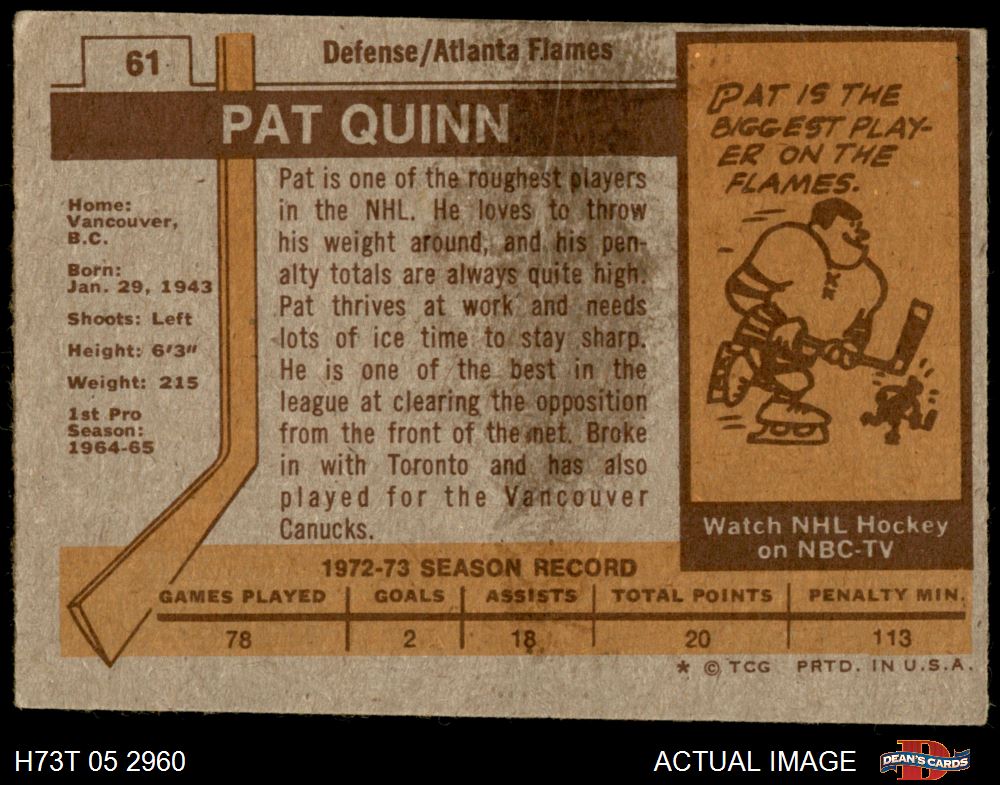 61
Defense/Atlanta Flames
PAT QUINN
Home:
Vancouver,
B.C.
Born:
Jan. 29, 1943
Shoots: Left
Height: 6'3"
Weight: 215
1st Pro
Season:
1964-65
Pat is one of the roughest players
in the NHL. He loves to throw
his weight around, and his pen-
alty totals are always quite high.
Pat thrives at work and needs
lots of ice time to stay sharp.
He is one of the best in the
league at clearing the opposition
from the front of the net. Broke
in with Toronto and has also
played for the Vancouver
Canucks.
PAT IS THE
BIGGEST PLAY-
ER ON THE
FLAMES.
Watch NHL Hockey
on NBC-TV
1972-73 SEASON RECORD
GAMES PLAYED GOALS ASSISTS TOTAL POINTS PENALTY MIN.
78 2 18 20 113
* © TCG PRTD. IN U.S.A.
H73T 05 2960 ACTUAL IMAGE
D
DEAN'S CARDS